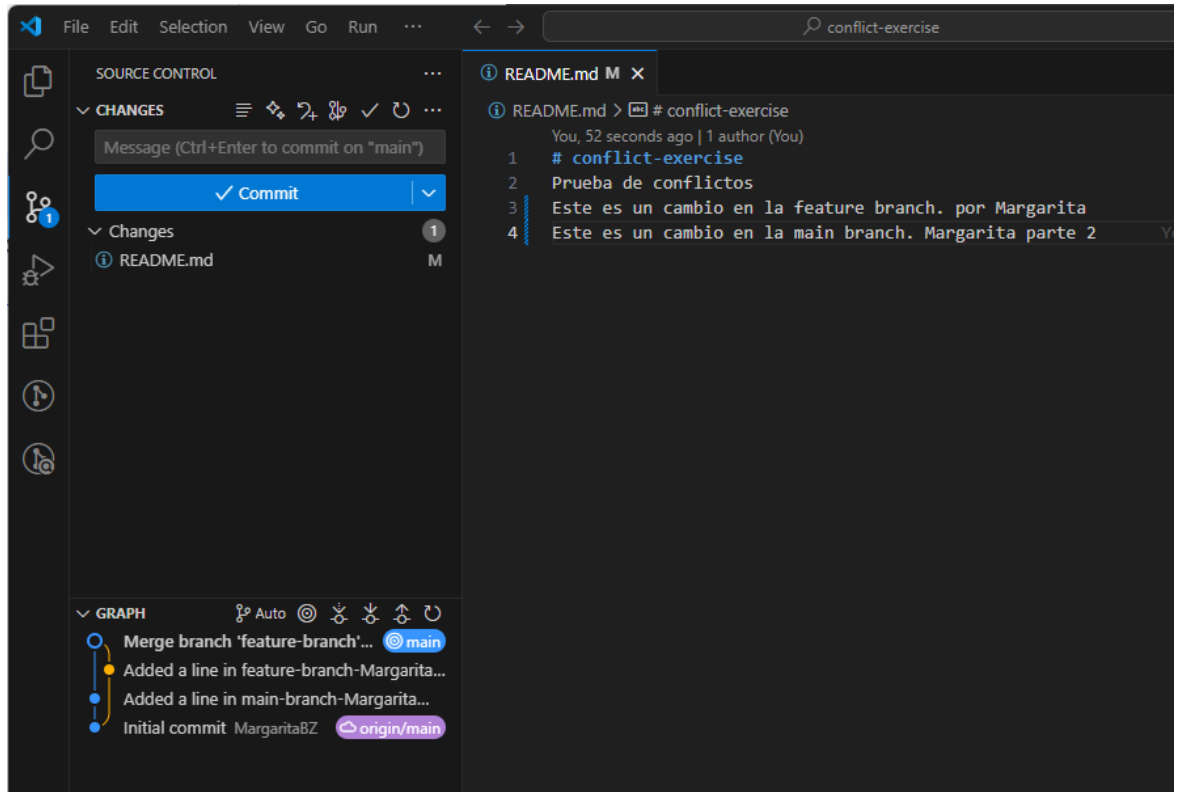 File Edit Selection View Go Run ··· conflict-exercise
SOURCE CONTROL ···
CHANGES ···
Message (Ctrl+Enter to commit on "main")
Commit
Changes 1
README.md M
1
GRAPH Auto
Merge branch 'feature-branch'... main
Added a line in feature-branch-Margarita...
Added a line in main-branch-Margarita...
Initial commit MargaritaBZ origin/main
README.md M
README.md > # conflict-exercise
You, 52 seconds ago | 1 author (You)
1 # conflict-exercise
2 Prueba de conflictos
3 Este es un cambio en la feature branch. por Margarita
4 Este es un cambio en la main branch. Margarita parte 2